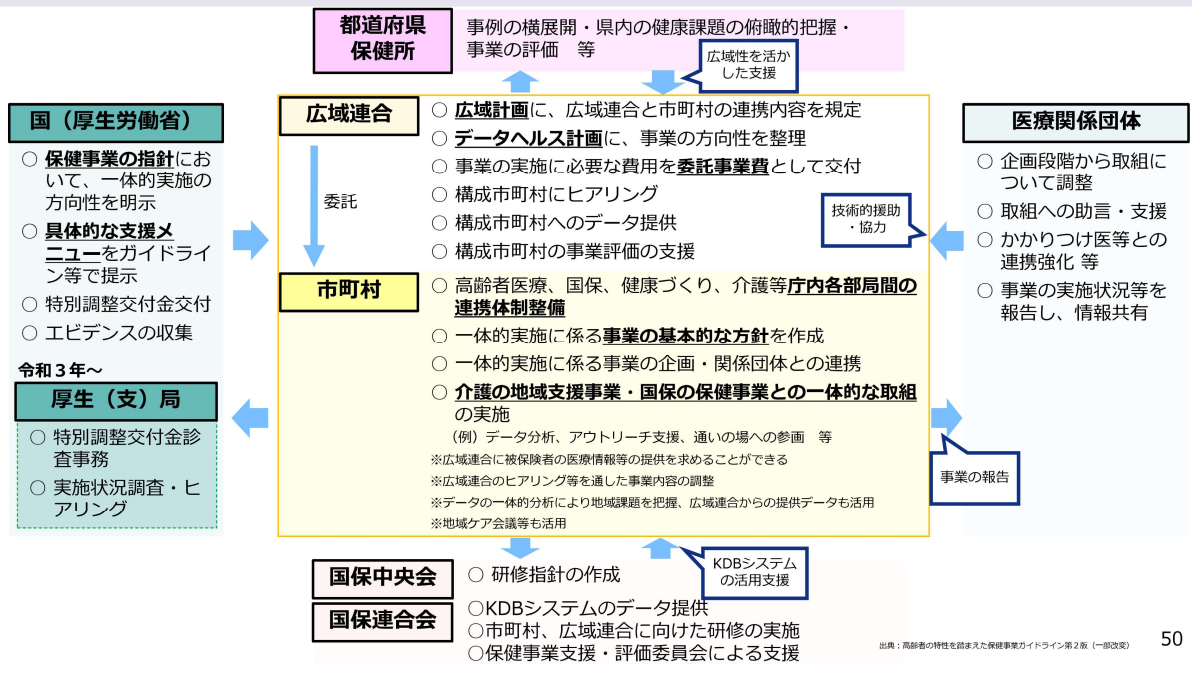 都道府県
保健所
事例の横展開・県内の健康課題の俯瞰的把握・
事業の評価　等
広域性を活か
した支援
国（厚生労働省）
○ 保健事業の指針にお
いて、一体的実施の
方向性を明示
○ 具体的な支援メ
ニューをガイドライ
ン等で提示
○ 特別調整交付金交付
○ エビデンスの収集
令和３年～
厚生（支）局
○ 特別調整交付金診
査事務
○ 実施状況調査・ヒ
アリング
広域連合
委託
○ 広域計画に、広域連合と市町村の連携内容を規定
○ データヘルス計画に、事業の方向性を整理
○ 事業の実施に必要な費用を委託事業費として交付
○ 構成市町村にヒアリング
○ 構成市町村へのデータ提供
○ 構成市町村の事業評価の支援
技術的援助
・協力
市町村
○ 高齢者医療、国保、健康づくり、介護等庁内各部局間の
連携体制整備
○ 一体的実施に係る事業の基本的な方針を作成
○ 一体的実施に係る事業の企画・関係団体との連携
○ 介護の地域支援事業・国保の保健事業との一体的な取組
の実施
（例）データ分析、アウトリーチ支援、通いの場への参画　等
※広域連合に被保険者の医療情報等の提供を求めることができる
※広域連合のヒアリング等を通した事業内容の調整
※データの一体的分析により地域課題を把握、広域連合からの提供データも活用
※地域ケア会議等も活用
医療関係団体
○ 企画段階から取組に
ついて調整
○ 取組への助言・支援
○ かかりつけ医等との
連携強化 等
○ 事業の実施状況等を
報告し、情報共有
事業の報告
国保中央会
○ 研修指針の作成
KDBシステム
の活用支援
国保連合会
○KDBシステムのデータ提供
○市町村、広域連合に向けた研修の実施
○保健事業支援・評価委員会による支援
出典：高齢者の特性を踏まえた保健事業ガイドライン第２版（一部改変）
50